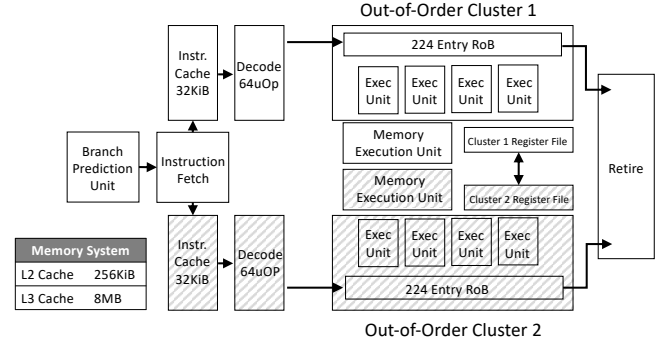 Out-of-Order Cluster 1
Instr.
Cache
32KiB
Decode
64uOp
224 Entry RoB
Exec
Unit
Exec
Unit
Exec
Unit
Exec
Unit
Branch
Prediction
Unit
Instruction
Fetch
Memory
Execution Unit
Cluster 1 Register File
Retire
Memory
Execution Unit
Cluster 2 Register File
Instr.
Cache
32KiB
Decode
64uOP
Exec
Unit
Exec
Unit
Exec
Unit
Exec
Unit
224 Entry RoB
Memory System
L2 Cache 256KiB
L3 Cache 8MB
Out-of-Order Cluster 2